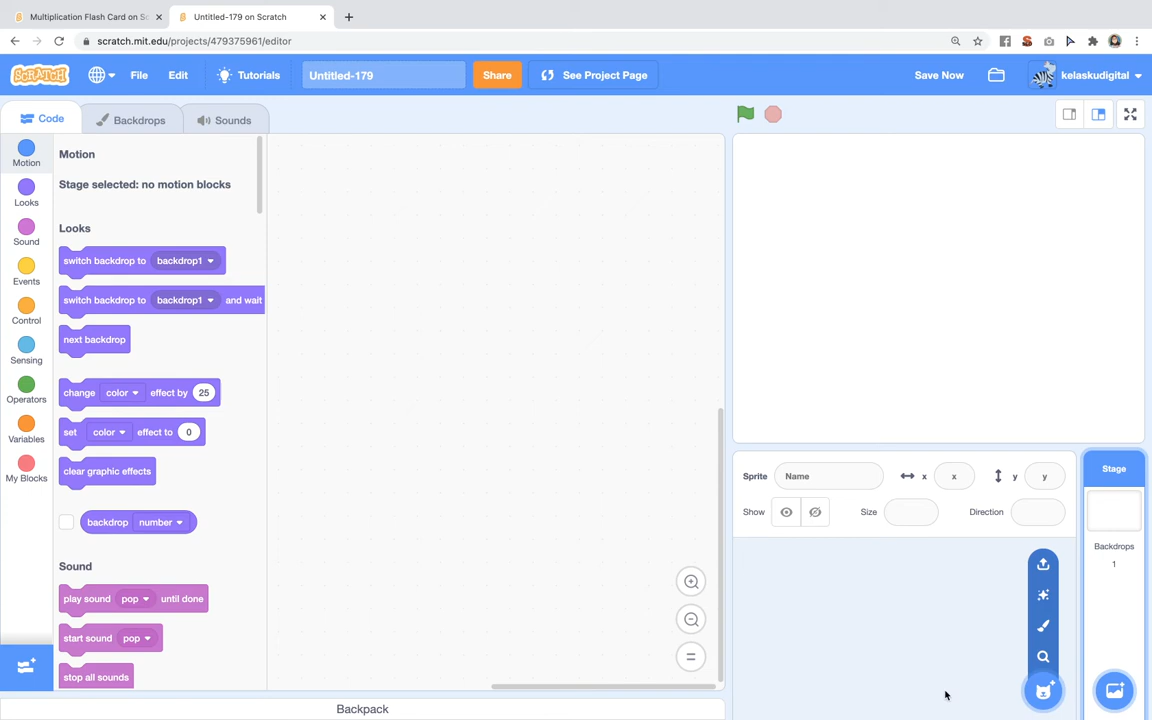 Multiplication Flash Card on Sc
Untitled-179 on Scratch
scratch.mit.edu/projects/479375961/editor
SCRATCH
File
Edit
Tutorials
Untitled-179
Share
See Project Page
Save Now
kelaskudigital
Code
Backdrops
Sounds
Motion
Looks
Sound
Events
Control
Sensing
Operators
Variables
My Blocks
Motion
Stage selected: no motion blocks
Looks
switch backdrop to backdrop1
switch backdrop to backdrop1 and wait
next backdrop
change color effect by 25
set color effect to 0
clear graphic effects
backdrop number
Sound
play sound pop until done
start sound pop
stop all sounds
Backpack
Sprite Name x x y y
Show Size Direction
Stage
Backdrops
1